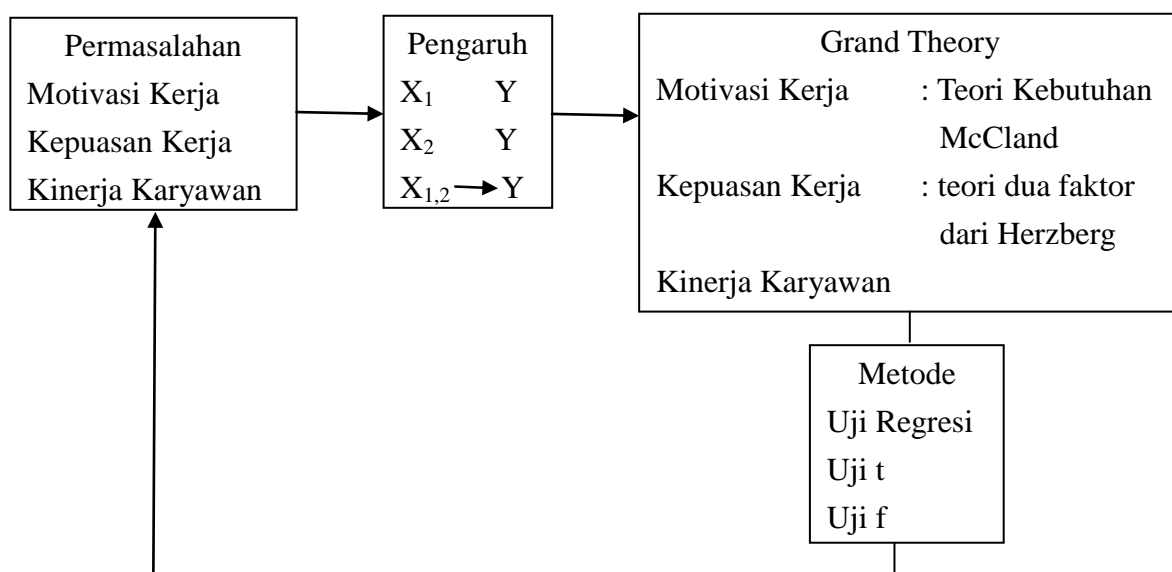 Permasalahan
Motivasi Kerja
Kepuasan Kerja
Kinerja Karyawan
Pengaruh
X1 Y
X2 Y
X1,2 Y
Grand Theory
Motivasi Kerja : Teori Kebutuhan
McCland
Kepuasan Kerja : teori dua faktor
dari Herzberg
Kinerja Karyawan
Metode
Uji Regresi
Uji t
Uji f